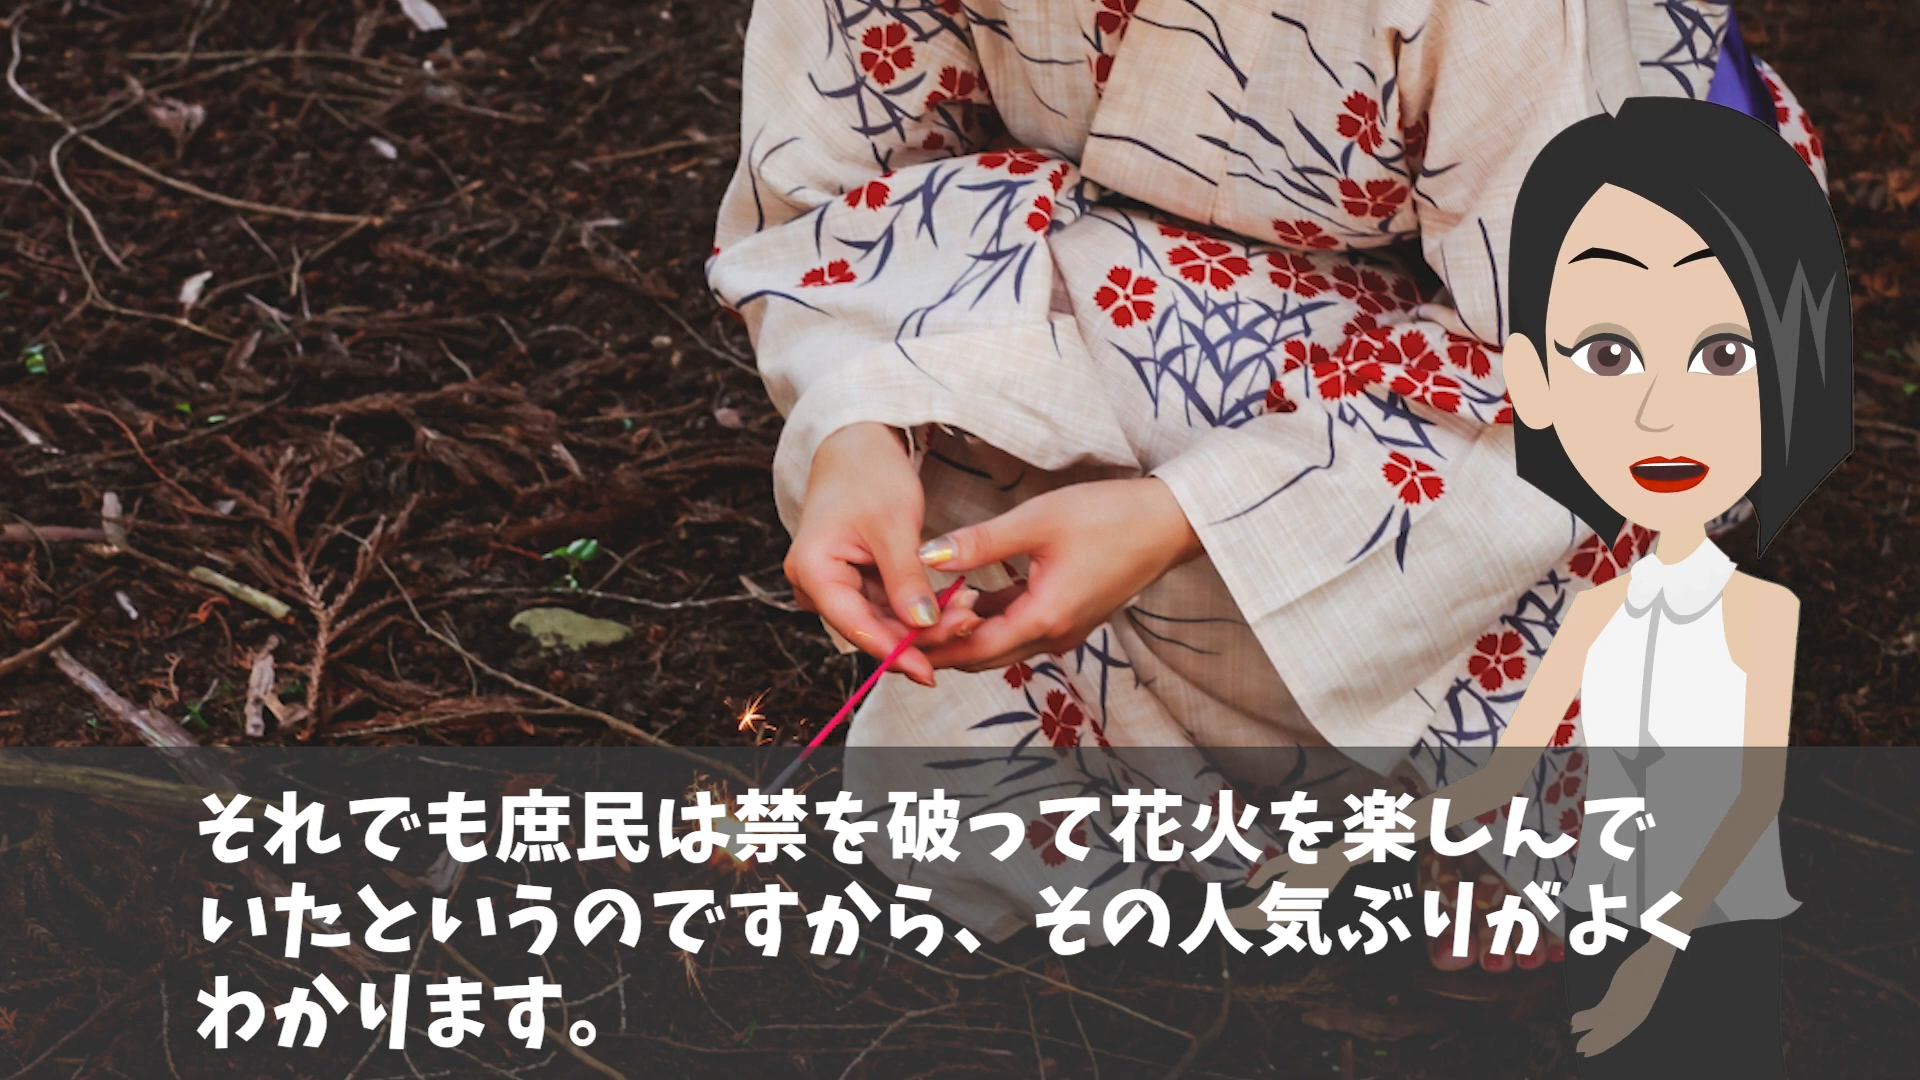 それでも庶民は禁を破って花火を楽しんで
いたというのですから、その人気ぶりがよく
わかります。